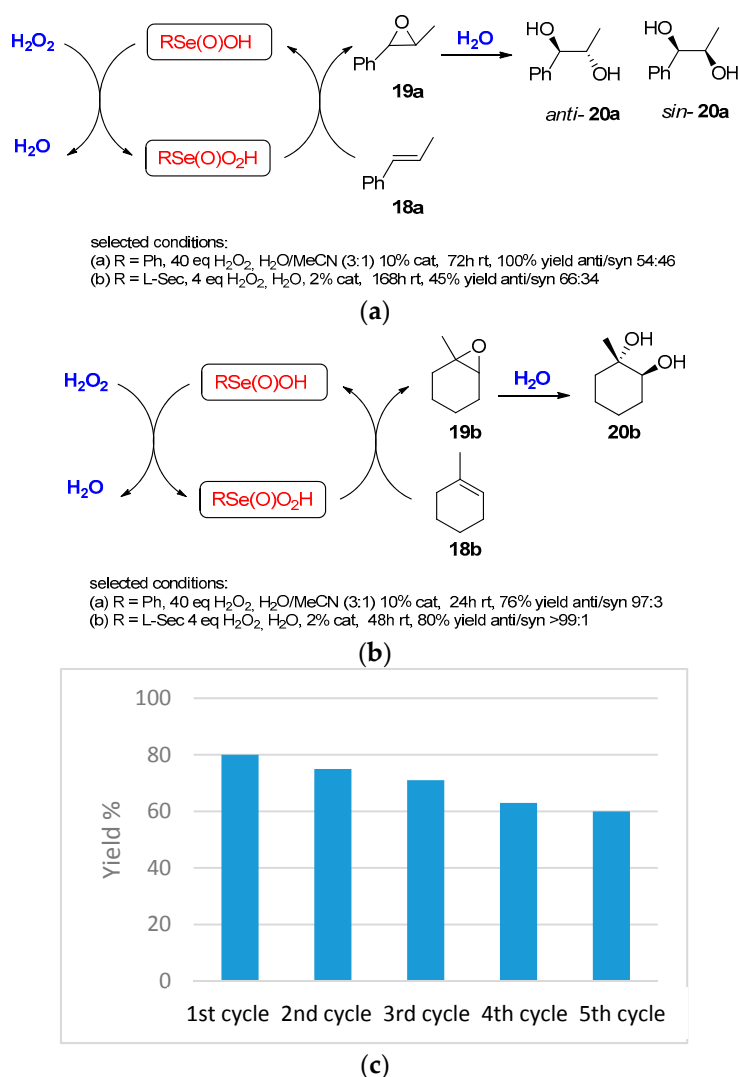 H₂O₂
RSe(O)OH
H₂O
RSe(O)O₂H
O
Ph
19a
H₂O
Ph
18a
HO
Ph
OH
anti- 20a
HO
Ph
OH
sin- 20a
selected conditions:
(a) R = Ph, 40 eq H₂O₂, H₂O/MeCN (3:1) 10% cat, 72h rt, 100% yield anti/syn 54:46
(b) R = L-Sec, 4 eq H₂O₂, H₂O, 2% cat, 168h rt, 45% yield anti/syn 66:34
(a)
H₂O₂
RSe(O)OH
H₂O
RSe(O)O₂H
O
19b
H₂O
18b
OH
OH
20b
selected conditions:
(a) R = Ph, 40 eq H₂O₂, H₂O/MeCN (3:1) 10% cat, 24h rt, 76% yield anti/syn 97:3
(b) R = L-Sec 4 eq H₂O₂, H₂O, 2% cat, 48h rt, 80% yield anti/syn >99:1
(b)
Yield %
100
80
60
40
20
0
1st cycle 2nd cycle 3rd cycle 4th cycle 5th cycle
(c)